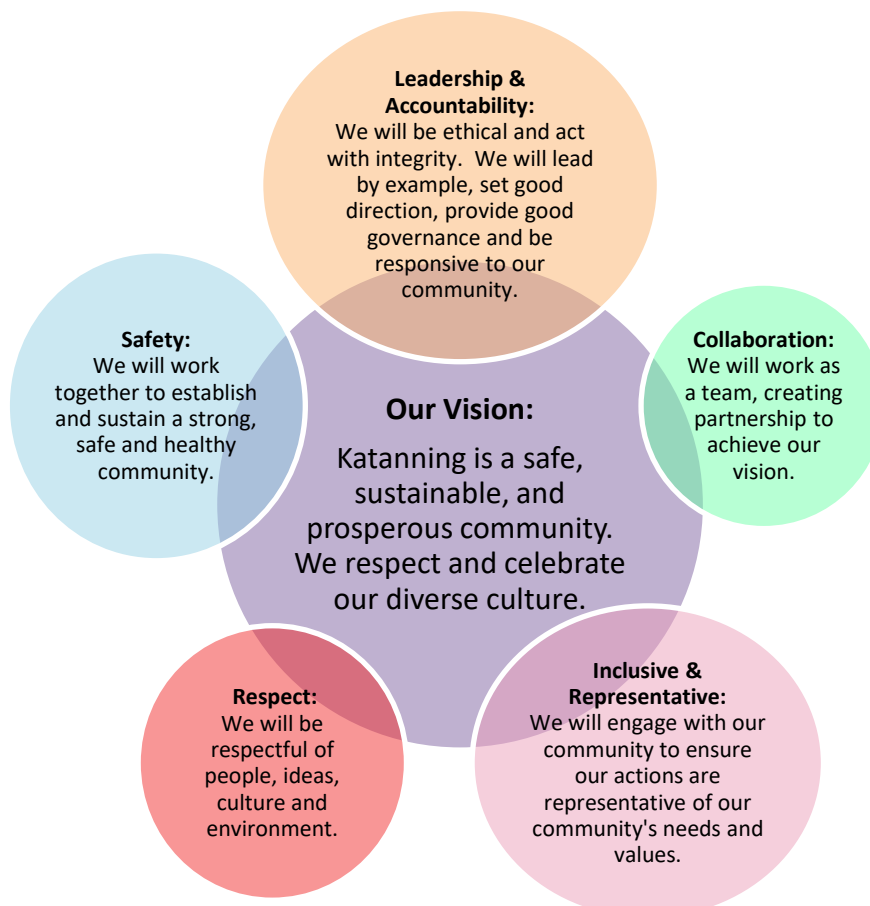 Leadership &
Accountability:
We will be ethical and act
with integrity.  We will lead
by example, set good
direction, provide good
governance and be
responsive to our
community.
Safety:
We will work
together to establish
and sustain a strong,
safe and healthy
community.
Collaboration:
We will work as
a team, creating
partnership to
achieve our
vision.
Our Vision:
Katanning is a safe,
sustainable, and
prosperous community.
We respect and celebrate
our diverse culture.
Respect:
We will be
respectful of
people, ideas,
culture and
environment.
Inclusive &
Representative:
We will engage with our
community to ensure
our actions are
representative of our
community's needs and
values.